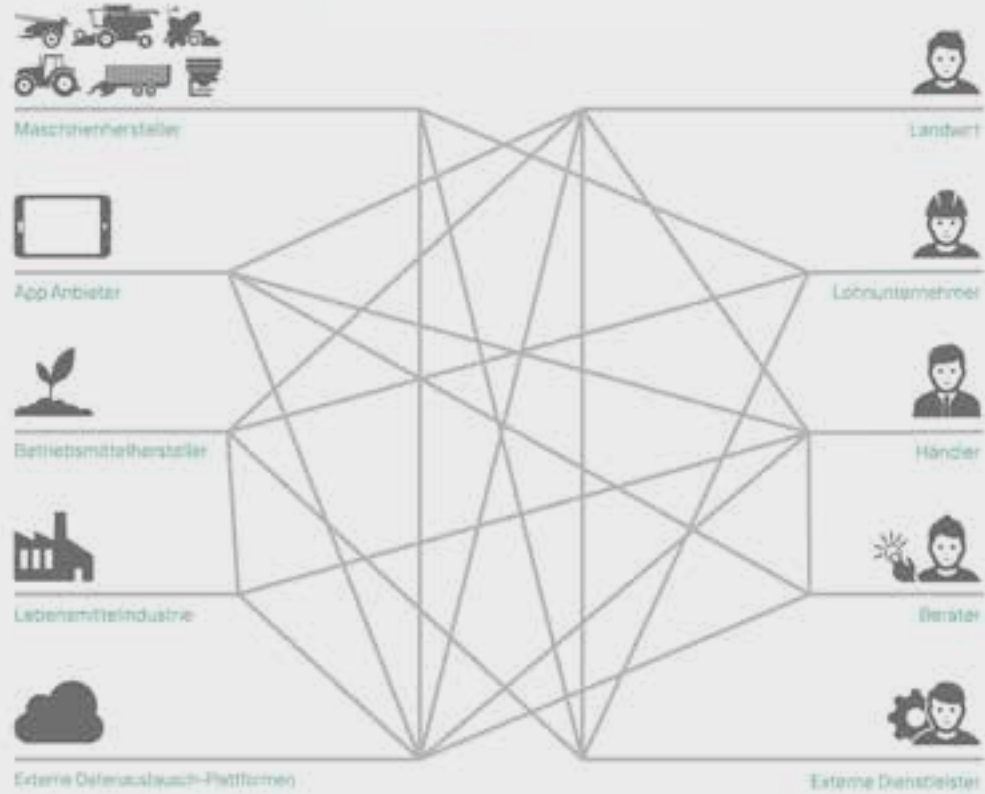 Maschinenhersteller
Landwirt
App Anbieter
Lohnunternehmer
Betriebsmittelhersteller
Händler
Lebensmittelindustrie
Berater
Externe Datenaustausch-Plattformen
Externe Dienstleister